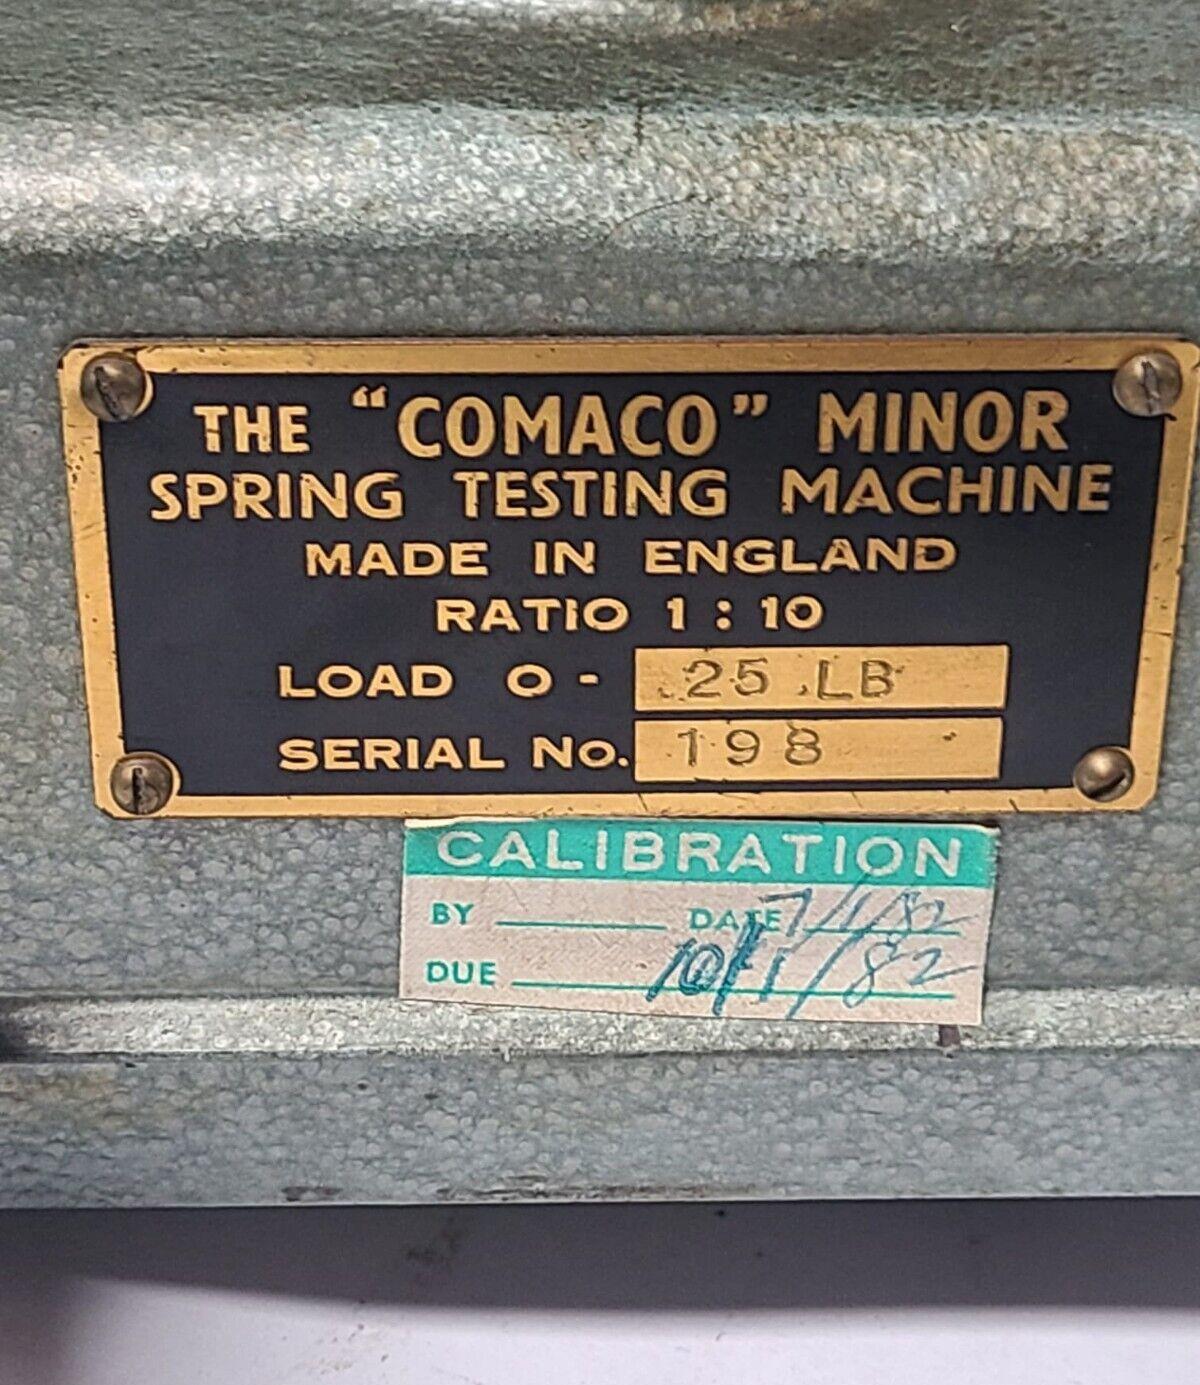 THE "COMACO" MINOR
SPRING TESTING MACHINE
MADE IN ENGLAND
RATIO 1 : 10
LOAD 0 - 25 LB
SERIAL No. 198
CALIBRATION
BY DATE 7/1/82
DUE 10/1/82